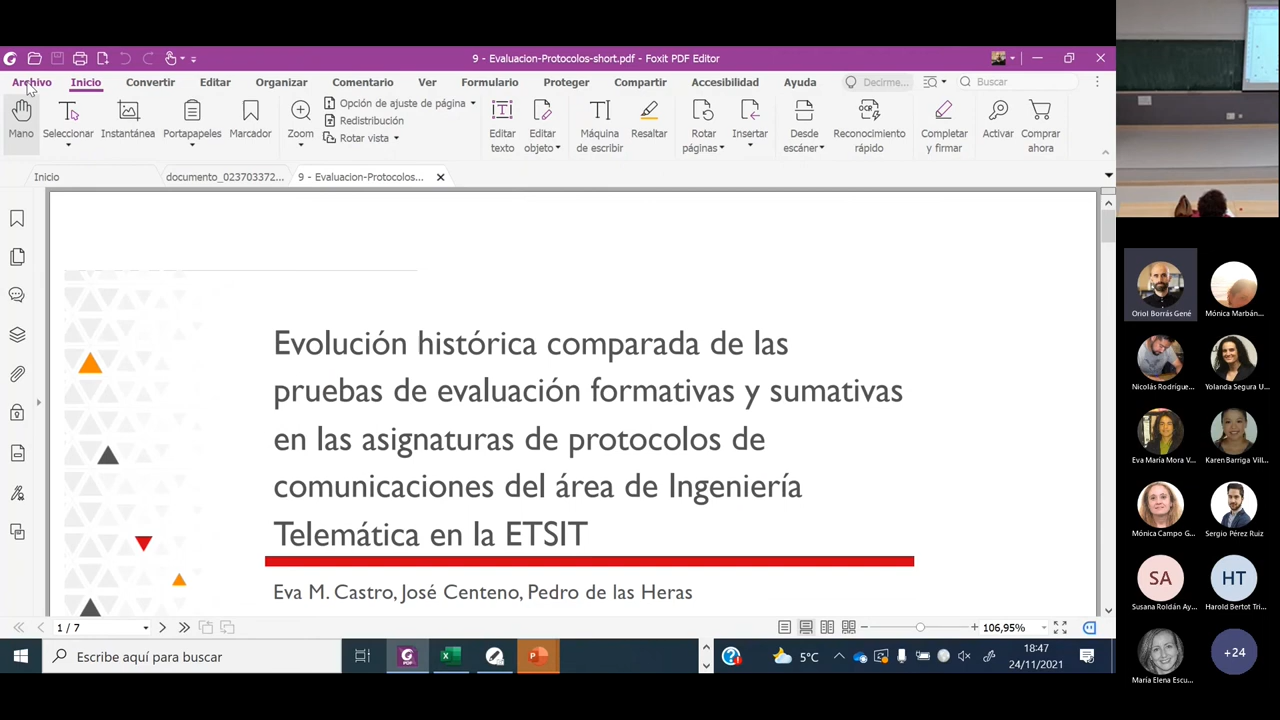 9 - Evaluacion-Protocolos-short.pdf - Foxit PDF Editor
Archivo Inicio Convertir Editar Organizar Comentario Ver Formulario Proteger Compartir Accesibilidad Ayuda Decirme... Buscar
Mano
Seleccionar
Instantánea
Portapapeles
Marcador
Zoom
Opción de ajuste de página
Redistribución
Rotar vista
Editar texto
Editar objeto
Máquina de escribir
Resaltar
Rotar páginas
Insertar
Desde escáner
OCR
Reconocimiento rápido
Completar y firmar
Activar
Comprar ahora
Inicio
documento_023703372...
9 - Evaluacion-Protocolos...
Evolución histórica comparada de las
pruebas de evaluación formativas y sumativas
en las asignaturas de protocolos de
comunicaciones del área de Ingeniería
Telemática en la ETSIT
Eva M. Castro, José Centeno, Pedro de las Heras
1 / 7
106,95%
Escribe aquí para buscar
5°C
18:47
24/11/2021
Oriol Borrás Gené
Mónica Marbán...
Nicolás Rodrígue...
Yolanda Segura U...
Eva María Mora V...
Karen Barriga Vill...
Mónica Campo G...
Sergio Pérez Ruiz
SA
Susana Roldán Ay...
HT
Harold Bertot Tri...
María Elena Escu...
+24